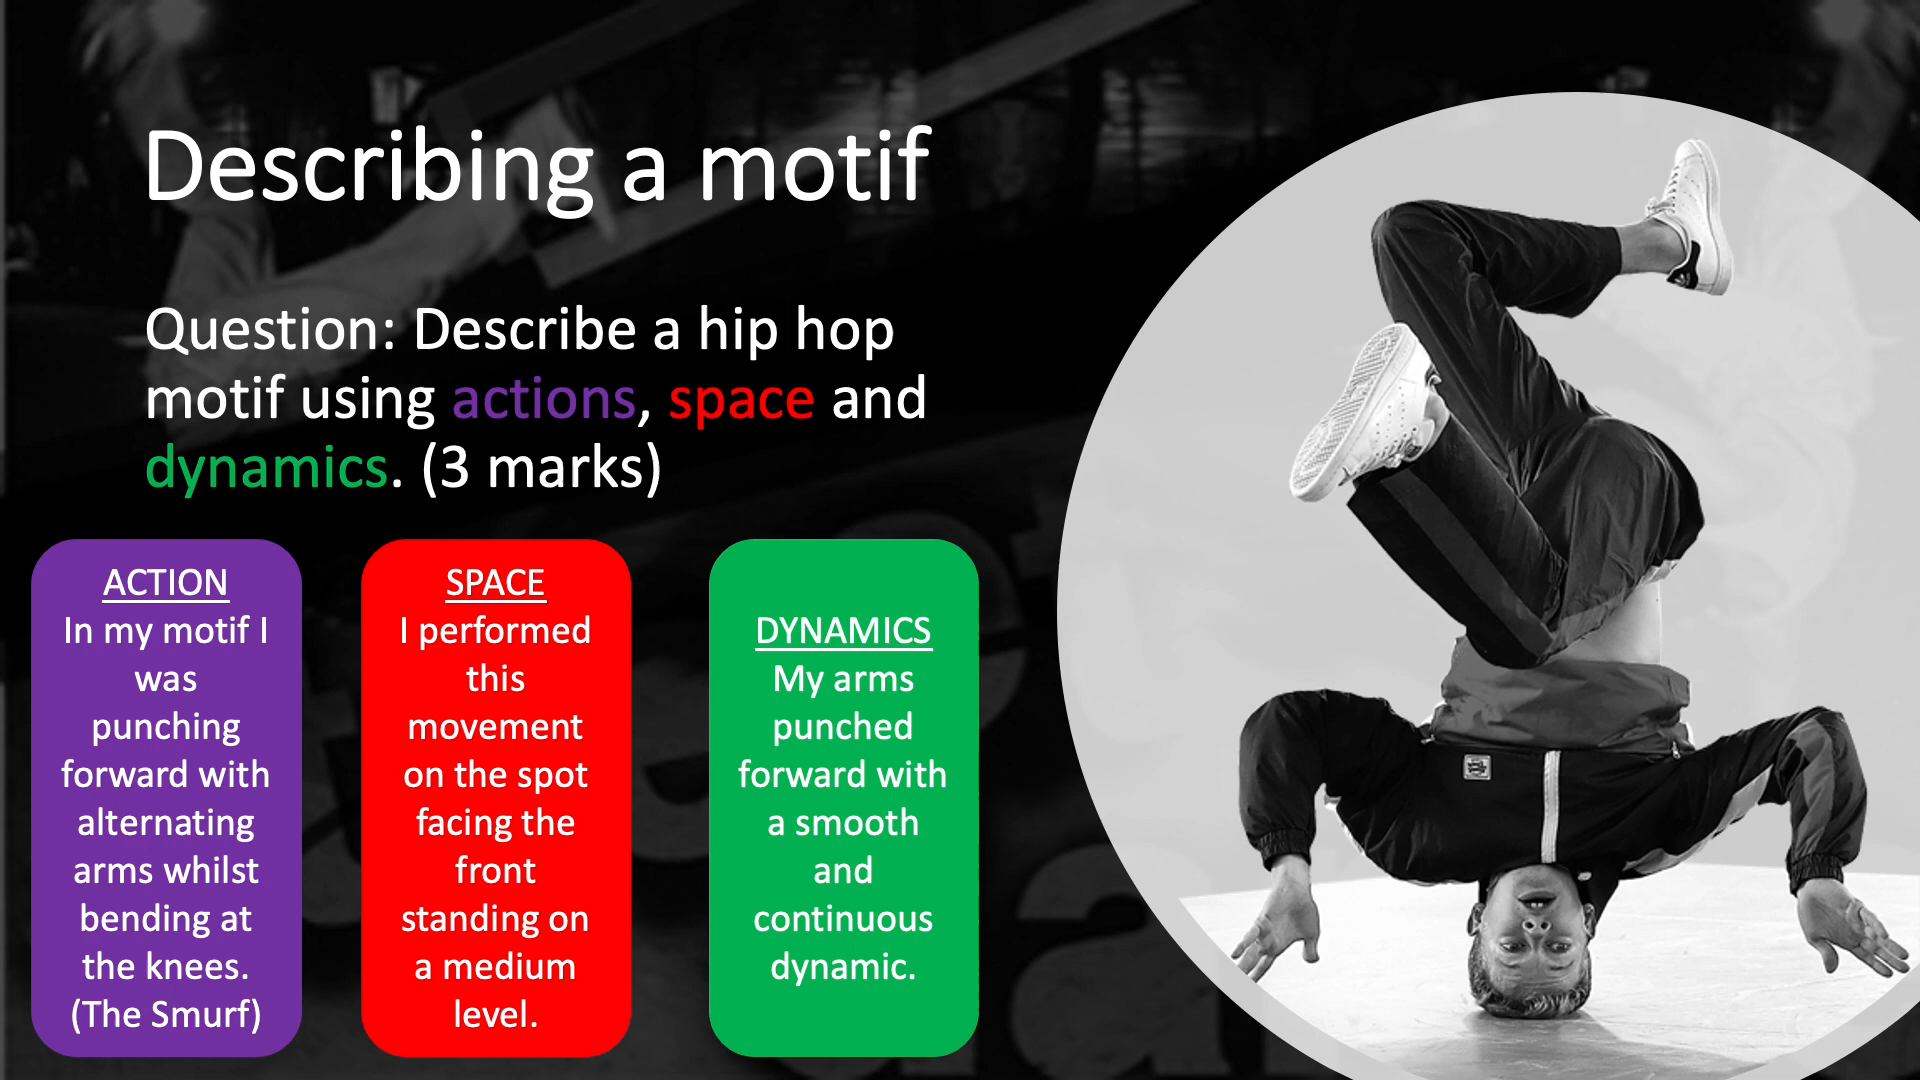 Describing a motif
Question: Describe a hip hop
motif using actions, space and
dynamics. (3 marks)
ACTION
In my motif I
was
punching
forward with
alternating
arms whilst
bending at
the knees.
(The Smurf)
SPACE
I performed
this
movement
on the spot
facing the
front
standing on
a medium
level.
DYNAMICS
My arms
punched
forward with
a smooth
and
continuous
dynamic.